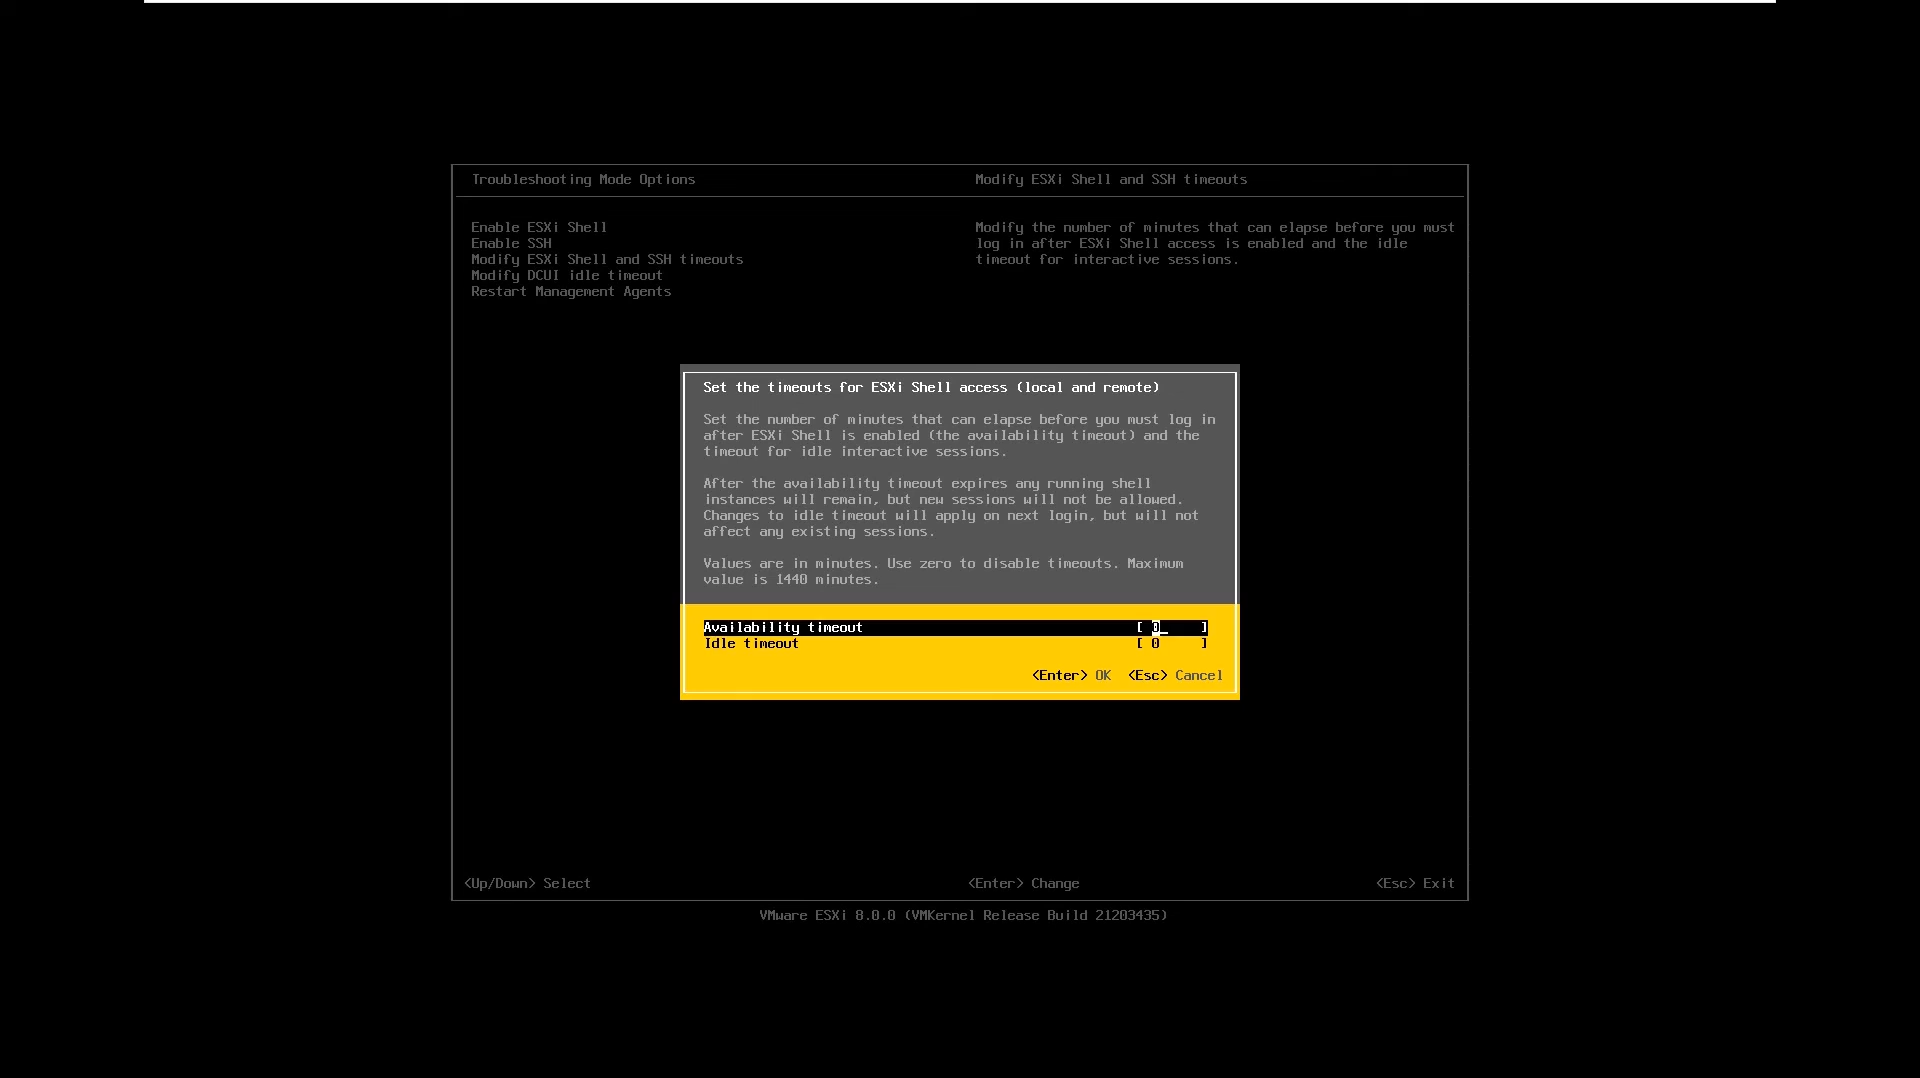 Troubleshooting Mode Options
Modify ESXi Shell and SSH timeouts
Enable ESXi Shell
Enable SSH
Modify ESXi Shell and SSH timeouts
Modify DCUI idle timeout
Restart Management Agents
Modify the number of minutes that can elapse before you must
log in after ESXi Shell access is enabled and the idle
timeout for interactive sessions.
Set the timeouts for ESXi Shell access (local and remote)
Set the number of minutes that can elapse before you must log in
after ESXi Shell is enabled (the availability timeout) and the
timeout for idle interactive sessions.
After the availability timeout expires any running shell
instances will remain, but new sessions will not be allowed.
Changes to idle timeout will apply on next login, but will not
affect any existing sessions.
Values are in minutes. Use zero to disable timeouts. Maximum
value is 1440 minutes.
Availability timeout [ 0_ ]
Idle timeout [ 0 ]
<Enter> OK <Esc> Cancel
<Up/Down> Select <Enter> Change <Esc> Exit
VMware ESXi 8.0.0 (VMKernel Release Build 21203435)